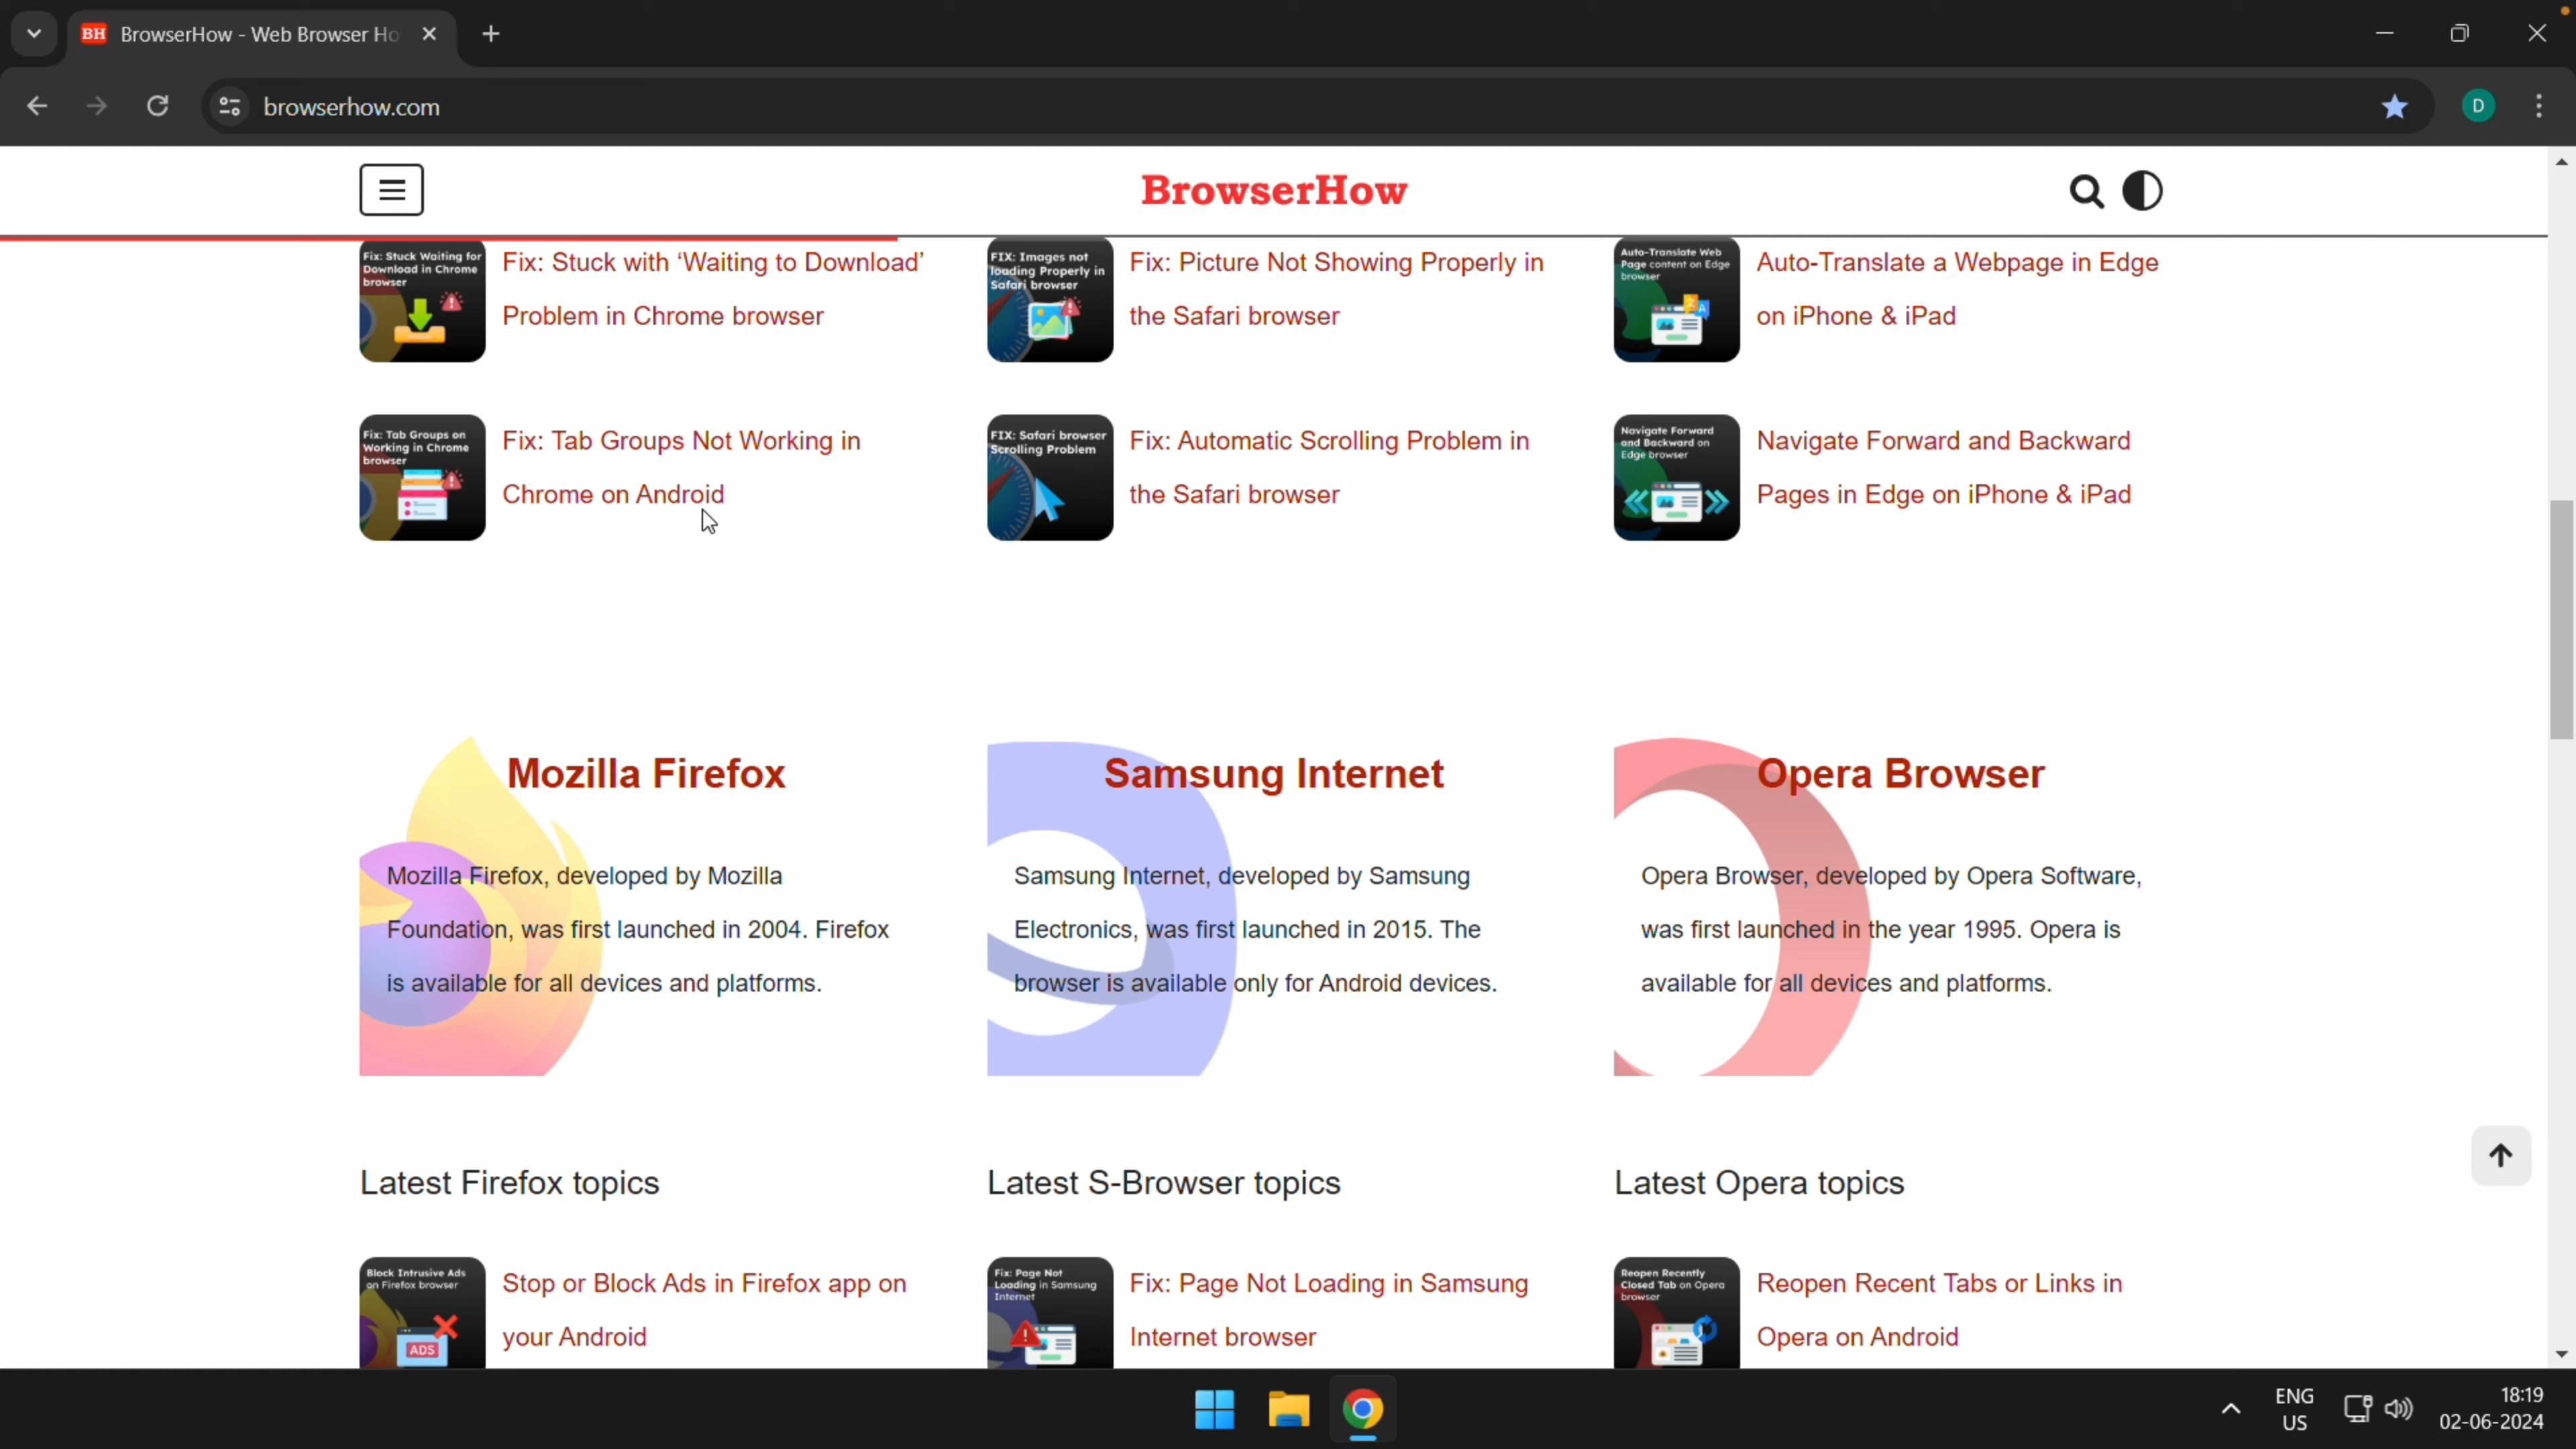 BH BrowserHow - Web Browser Ho
browserhow.com
BrowserHow
Fix: Stuck Waiting for
Download in Chrome
browser
Fix: Stuck with ‘Waiting to Download’
Problem in Chrome browser
FIX: Images not
loading Properly in
Safari browser
Fix: Picture Not Showing Properly in
the Safari browser
Auto-Translate Web
Page content on Edge
browser
Auto-Translate a Webpage in Edge
on iPhone & iPad
Fix: Tab Groups on
Working in Chrome
browser
Fix: Tab Groups Not Working in
Chrome on Android
FIX: Safari browser
Scrolling Problem
Fix: Automatic Scrolling Problem in
the Safari browser
Navigate Forward
and Backward on
Edge browser
Navigate Forward and Backward
Pages in Edge on iPhone & iPad
Mozilla Firefox
Mozilla Firefox, developed by Mozilla
Foundation, was first launched in 2004. Firefox
is available for all devices and platforms.
Samsung Internet
Samsung Internet, developed by Samsung
Electronics, was first launched in 2015. The
browser is available only for Android devices.
Opera Browser
Opera Browser, developed by Opera Software,
was first launched in the year 1995. Opera is
available for all devices and platforms.
Latest Firefox topics
Latest S-Browser topics
Latest Opera topics
Block Intrusive Ads
on Firefox browser
ADS
Stop or Block Ads in Firefox app on
your Android
Fix: Page Not
Loading in Samsung
Internet
Fix: Page Not Loading in Samsung
Internet browser
Reopen Recently
Closed Tab on Opera
browser
Reopen Recent Tabs or Links in
Opera on Android
D
ENG
US
18:19
02-06-2024